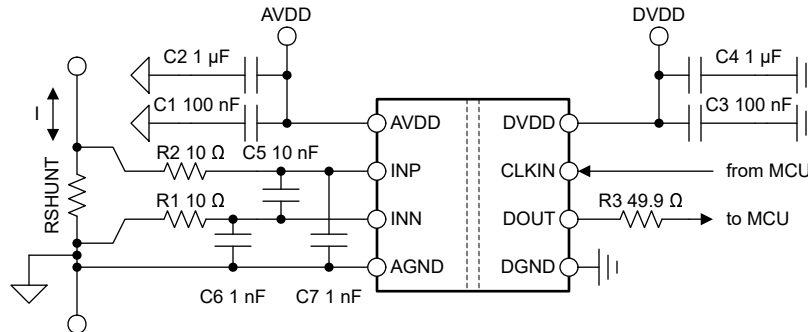 AVDD
DVDD
C2 1 µF
C4 1 µF
C1 100 nF
C3 100 nF
I
AVDD
DVDD
R2 10 Ω
C5 10 nF
INP
CLKIN
from MCU
RSHUNT
R1 10 Ω
INN
DOUT
R3 49.9 Ω
to MCU
AGND
DGND
C6 1 nF
C7 1 nF